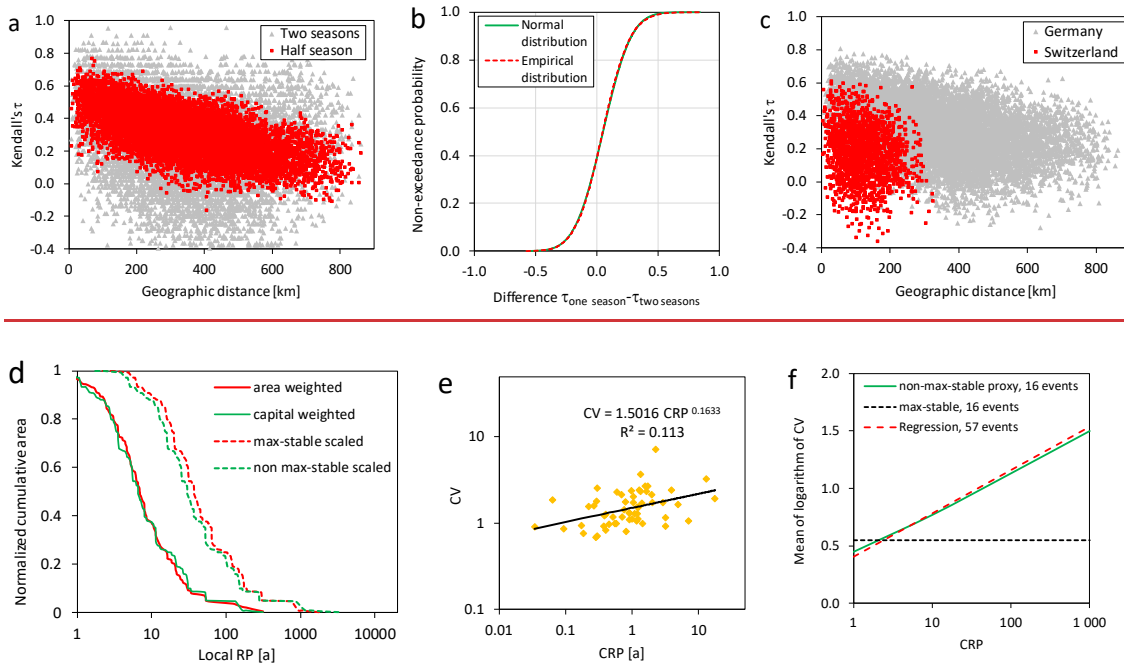 a
Two seasons
Half season
1.0
0.8
0.6
0.4
0.2
0.0
-0.2
-0.4
Kendall's τ
0
200
400
600
800
Geographic distance [km]
b
Normal
distribution
Empirical
distribution
1.0
0.8
0.6
0.4
0.2
0.0
Non-exceedance probability
-1.0
-0.5
0.0
0.5
1.0
Difference τone season-τtwo seasons
c
Germany
Switzerland
1.0
0.8
0.6
0.4
0.2
0.0
-0.2
-0.4
Kendall's τ
0
200
400
600
800
Geographic distance [km]
d
area weighted
capital weighted
max-stable scaled
non max-stable scaled
1
0.8
0.6
0.4
0.2
0
Normalized cumulative area
1
10
100
1000
10000
Local RP [a]
e
CV = 1.5016 CRP 0.1633
R² = 0.113
10
1
0.1
CV
0.01
0.1
1
10
CRP [a]
f
non-max-stable proxy, 16 events
max-stable, 16 events
Regression, 57 events
2.0
1.5
1.0
0.5
0.0
Mean of logarithm of CV
1
10
100
1 000
CRP